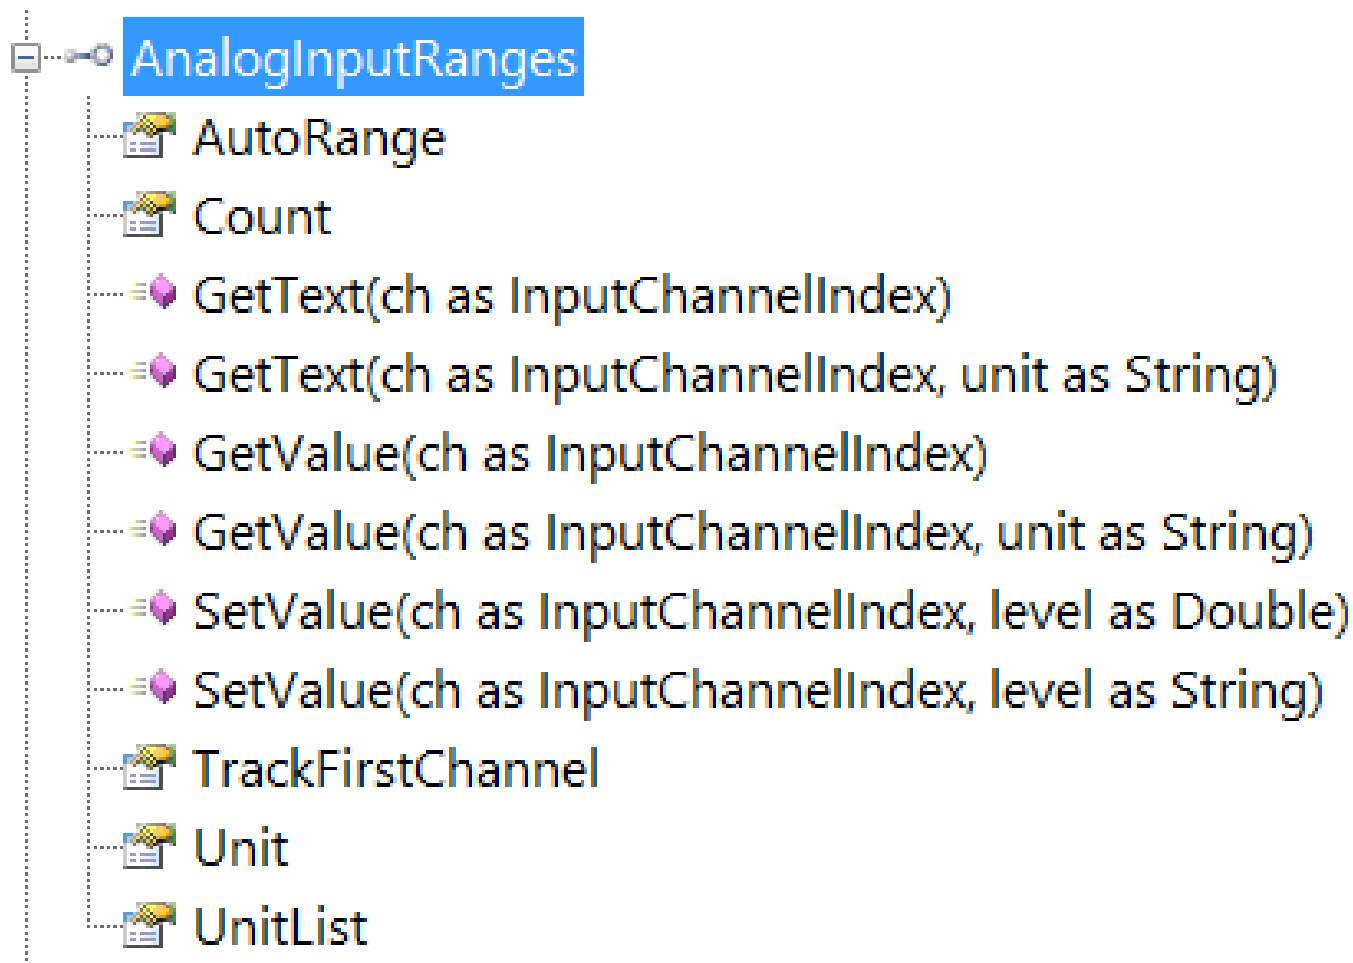 AnalogInputRanges
AutoRange
Count
GetText(ch as InputChannelIndex)
GetText(ch as InputChannelIndex, unit as String)
GetValue(ch as InputChannelIndex)
GetValue(ch as InputChannelIndex, unit as String)
SetValue(ch as InputChannelIndex, level as Double)
SetValue(ch as InputChannelIndex, level as String)
TrackFirstChannel
Unit
UnitList